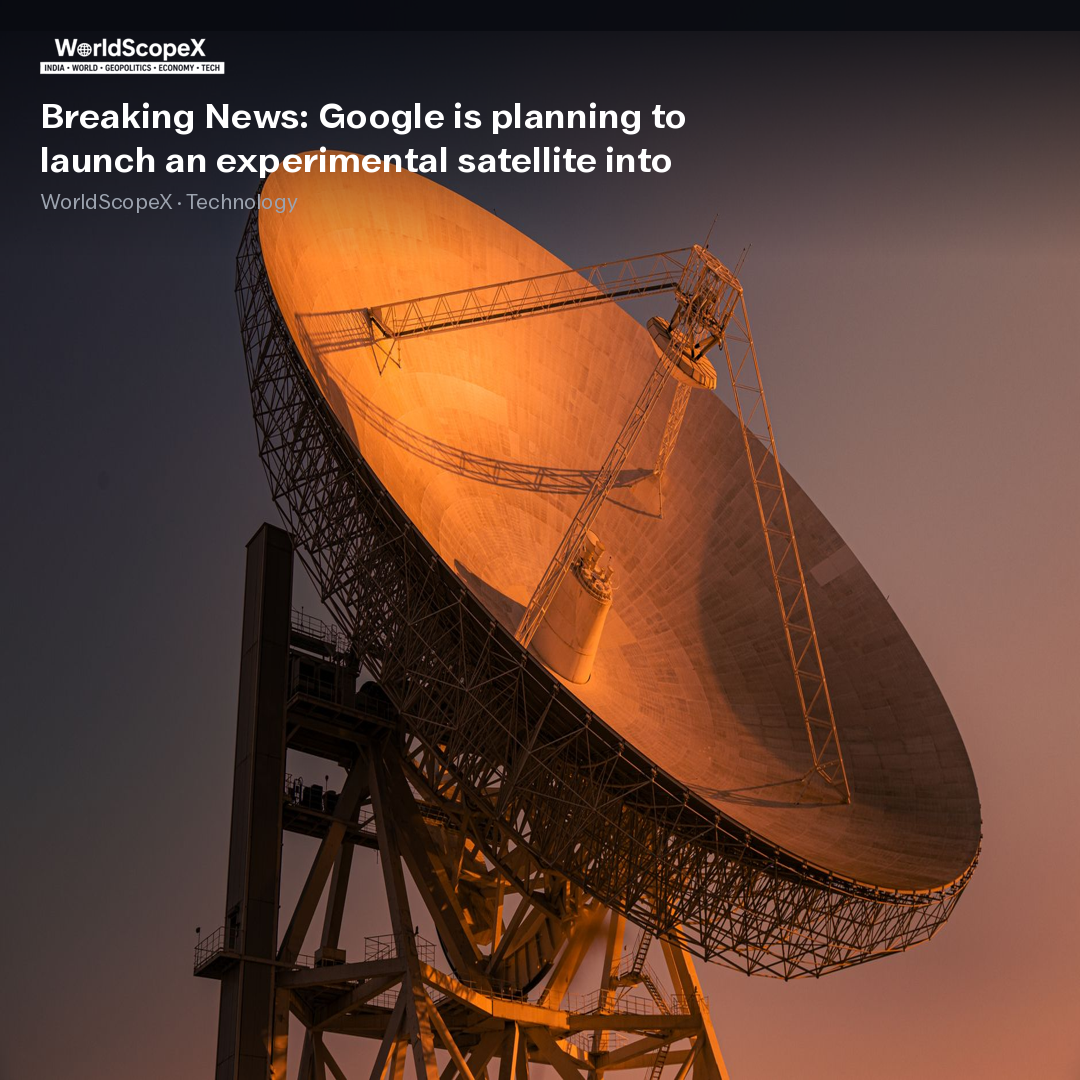 WorldScopeX
INDIA • WORLD • GEOPOLITICS • ECONOMY • TECH
Breaking News: Google is planning to
launch an experimental satellite into
WorldScopeX · Technology